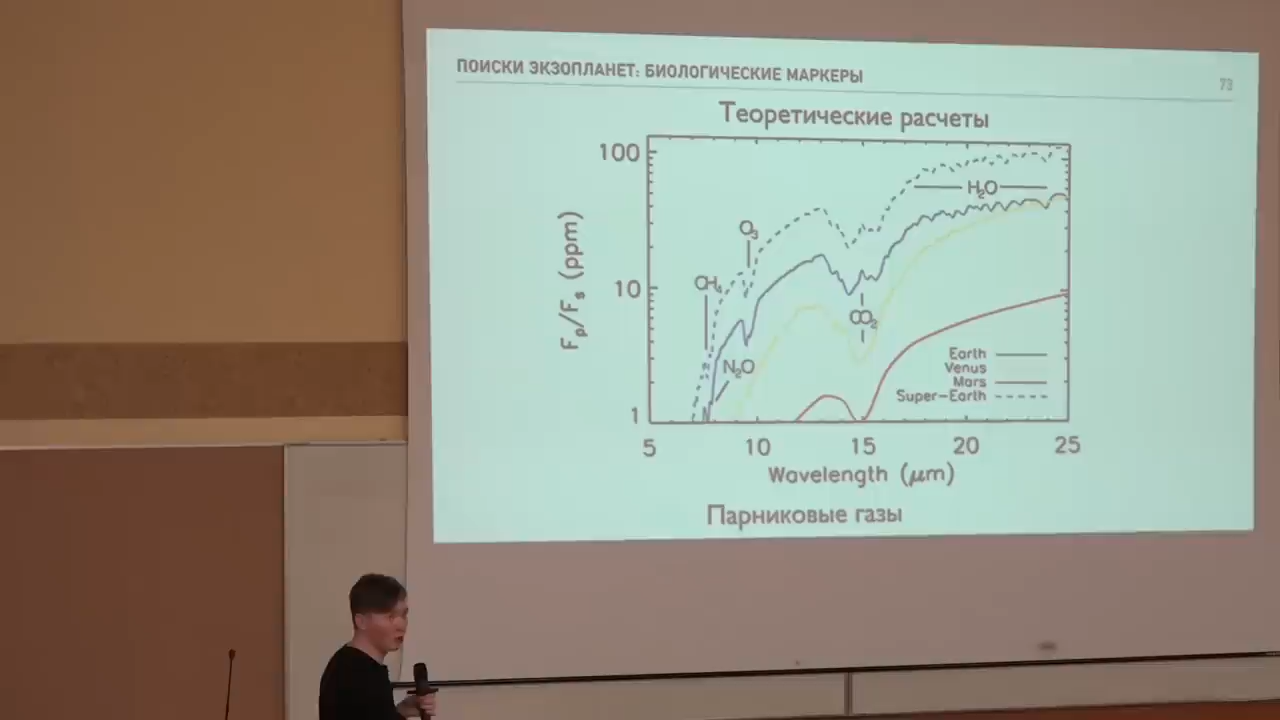 ПОИСКИ ЭКЗОПЛАНЕТ: БИОЛОГИЧЕСКИЕ МАРКЕРЫ
73
Теоретические расчеты
100
10
1
Fp/Fs (ppm)
CH4
O3
N2O
CO2
H2O
Earth
Venus
Mars
Super-Earth
5 10 15 20 25
Wavelength (μm)
Парниковые газы